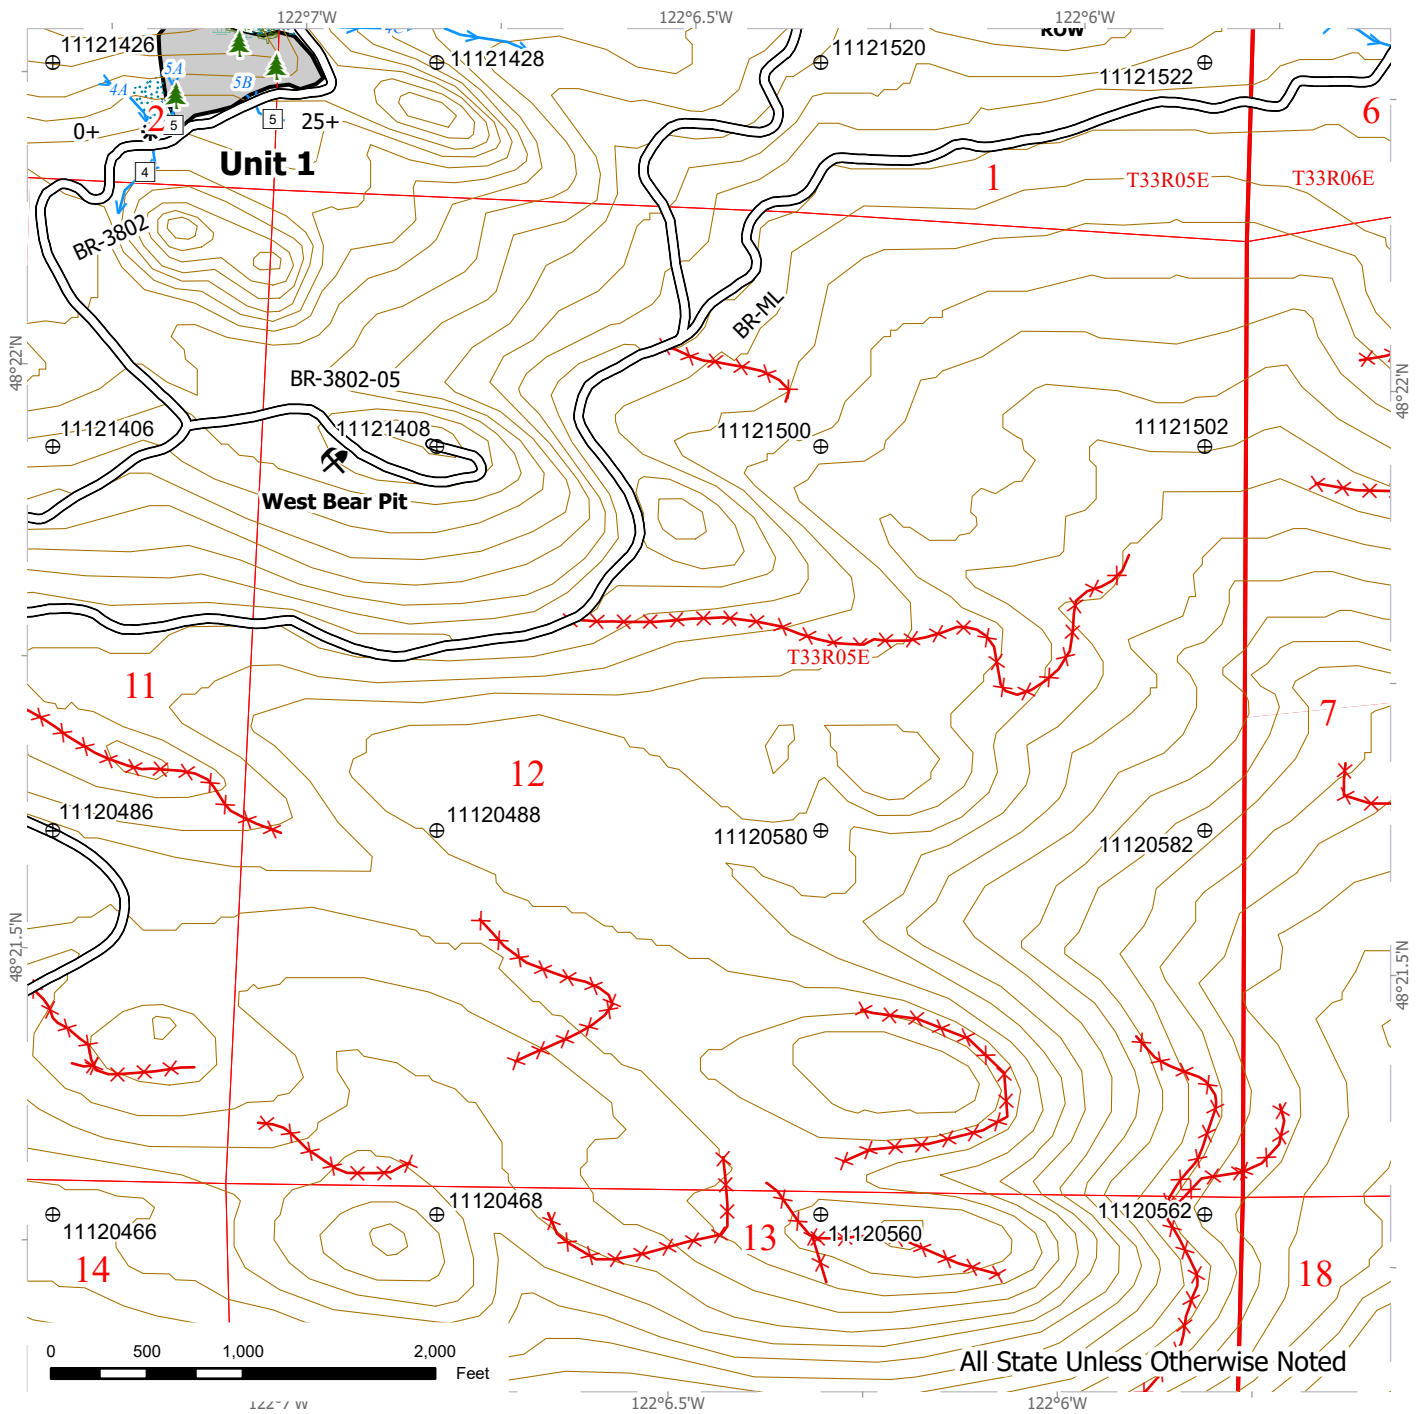 122°7'W
122°6.5'W
122°6'W
11121426
4C
11121428
11121520
ROW
11121522
5A
5B
4A
2
0+
5
5
25+
6
4
Unit 1
1
T33R05E
T33R06E
BR-3802
BR-ML
48°22'N
48°22'N
BR-3802-05
11121406
11121408
11121500
11121502
West Bear Pit
T33R05E
11
7
12
11120486
11120488
11120580
11120582
48°21.5'N
48°21.5'N
11120466
11120468
11120560
11120562
13
14
18
0 500 1,000 2,000
Feet
All State Unless Otherwise Noted
122°7'W
122°6.5'W
122°6'W